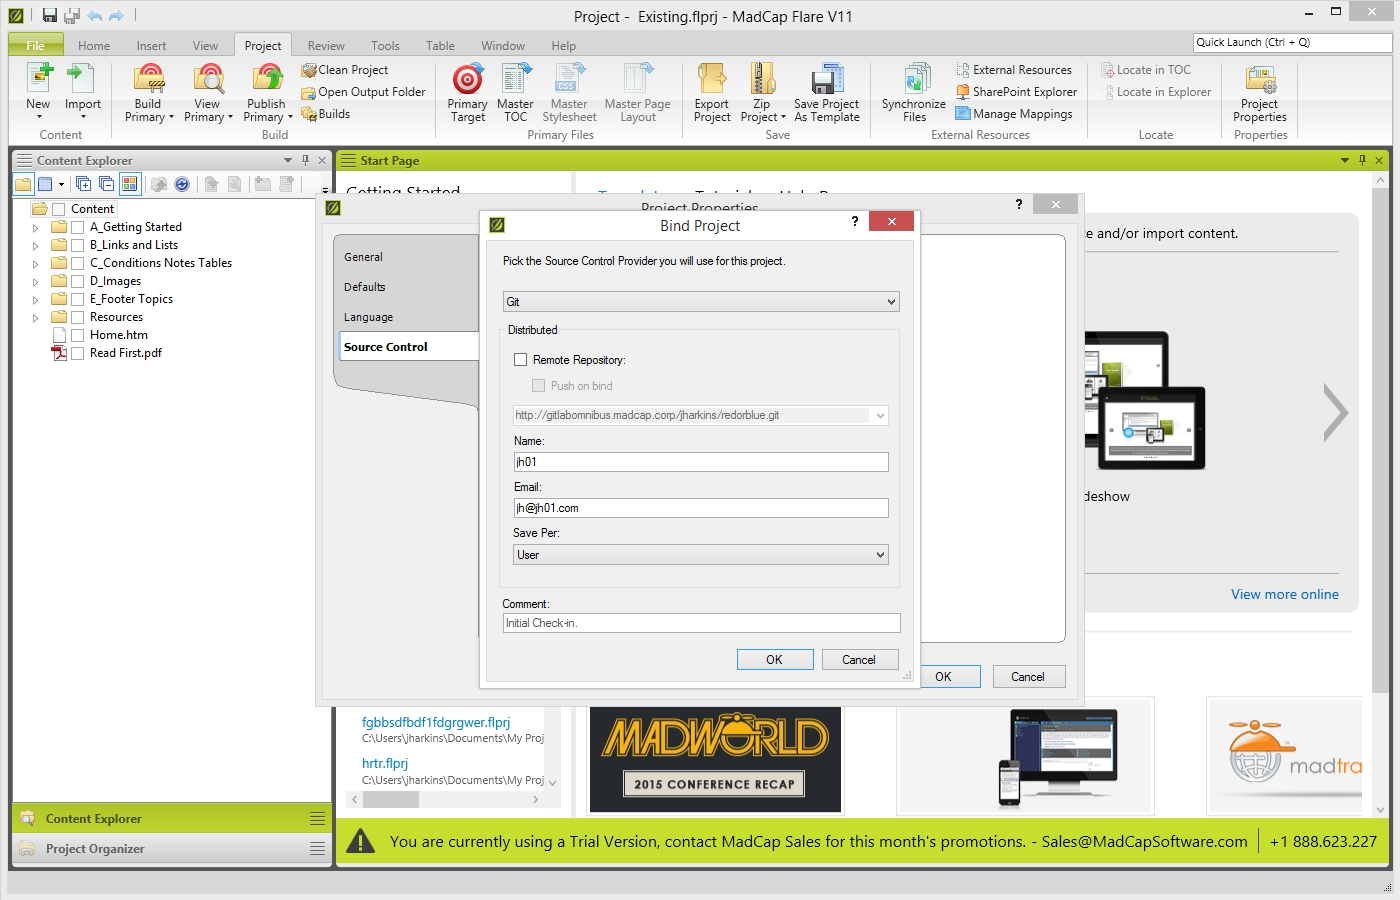 Project - Existing.flprj - MadCap Flare V11
File Home Insert View Project Review Tools Table Window Help
Quick Launch (Ctrl + Q)
New
Import
Content
Build Primary
View Primary
Publish Primary
Clean Project
Open Output Folder
Builds
Build
Primary Target
Master TOC
Master Stylesheet
Master Page Layout
Primary Files
Export Project
Zip Project
Save Project As Template
Save
Synchronize Files
External Resources
SharePoint Explorer
Manage Mappings
External Resources
Locate in TOC
Locate in Explorer
Locate
Project Properties
Properties
Content Explorer
Content
A_Getting Started
B_Links and Lists
C_Conditions Notes Tables
D_Images
E_Footer Topics
Resources
Home.htm
Read First.pdf
Content Explorer
Project Organizer
Start Page
Getting Started
Project Properties
?
General
Defaults
Language
Source Control
OK
Cancel
Bind Project
?
Pick the Source Control Provider you will use for this project.
Git
Distributed
Remote Repository:
Push on bind
http://gitlabomnibus.madcap.corp/jharkins/redorblue.git
Name:
jh01
Email:
jh@jh01.com
Save Per:
User
Comment:
Initial Check-in.
OK
Cancel
e and/or import content.
deshow
View more online
fgbbsdfbdf1fdgrgwer.flprj
C:\Users\jharkins\Documents\My Proj
hrtr.flprj
C:\Users\jharkins\Documents\My Proj
MADWORLD
2015 CONFERENCE RECAP
madtra
You are currently using a Trial Version, contact MadCap Sales for this month's promotions. - Sales@MadCapSoftware.com
+1 888.623.227